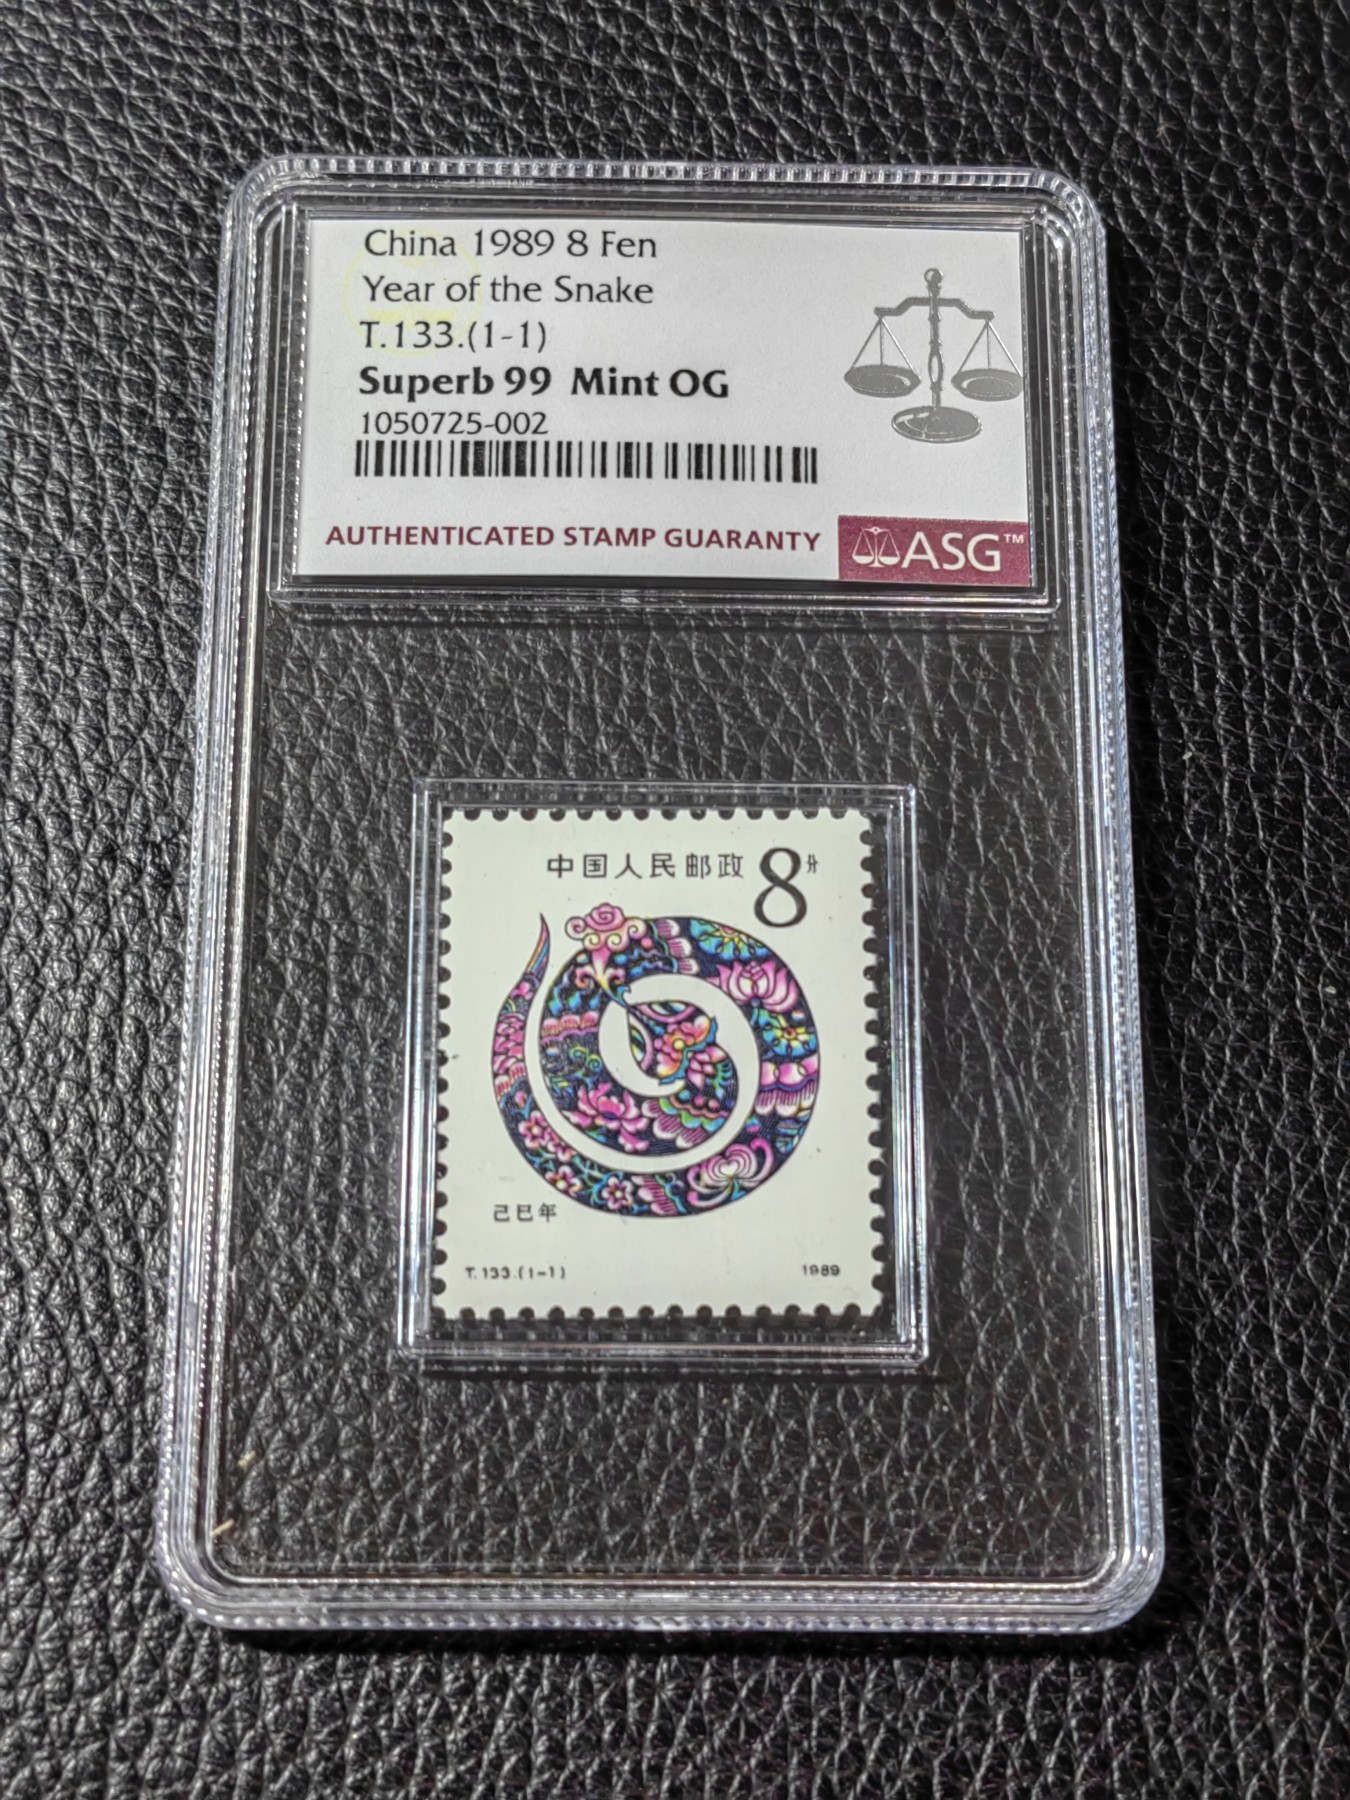 China 1989 8 Fen
Year of the Snake
T.133.(1-1)
Superb 99 Mint OG
1050725-002
AUTHENTICATED STAMP GUARANTY
ASG™
中国人民邮政 8分
己巳年
T.133.(1-1) 1989